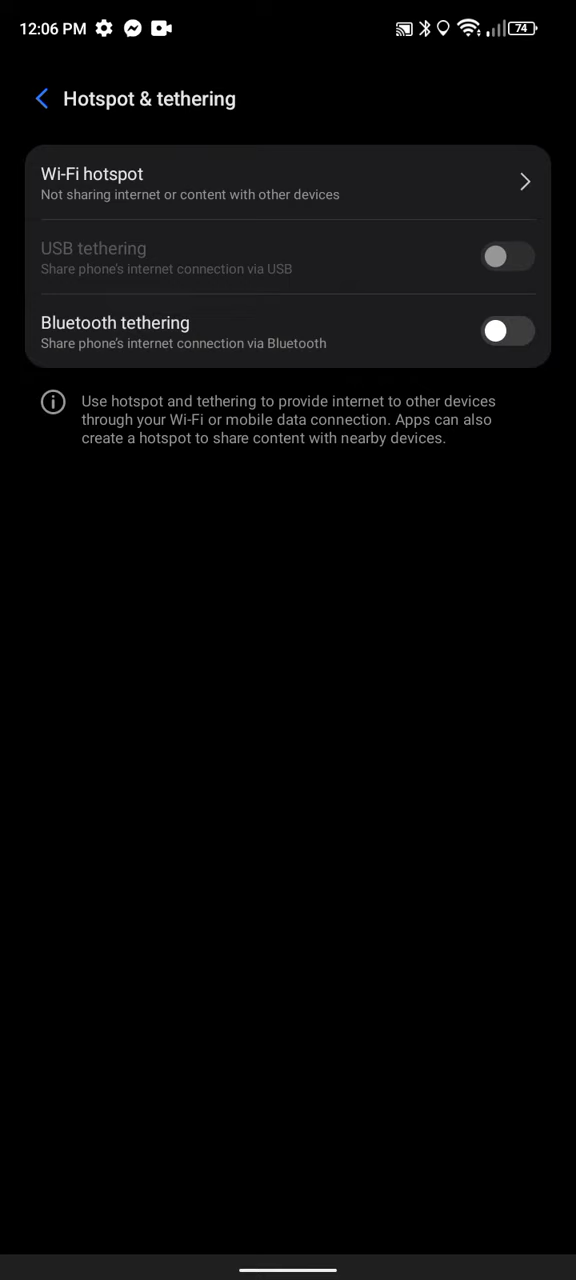 12:06 PM
74
Hotspot & tethering
Wi-Fi hotspot
Not sharing internet or content with other devices
USB tethering
Share phone's internet connection via USB
Bluetooth tethering
Share phone's internet connection via Bluetooth
Use hotspot and tethering to provide internet to other devices
through your Wi-Fi or mobile data connection. Apps can also
create a hotspot to share content with nearby devices.